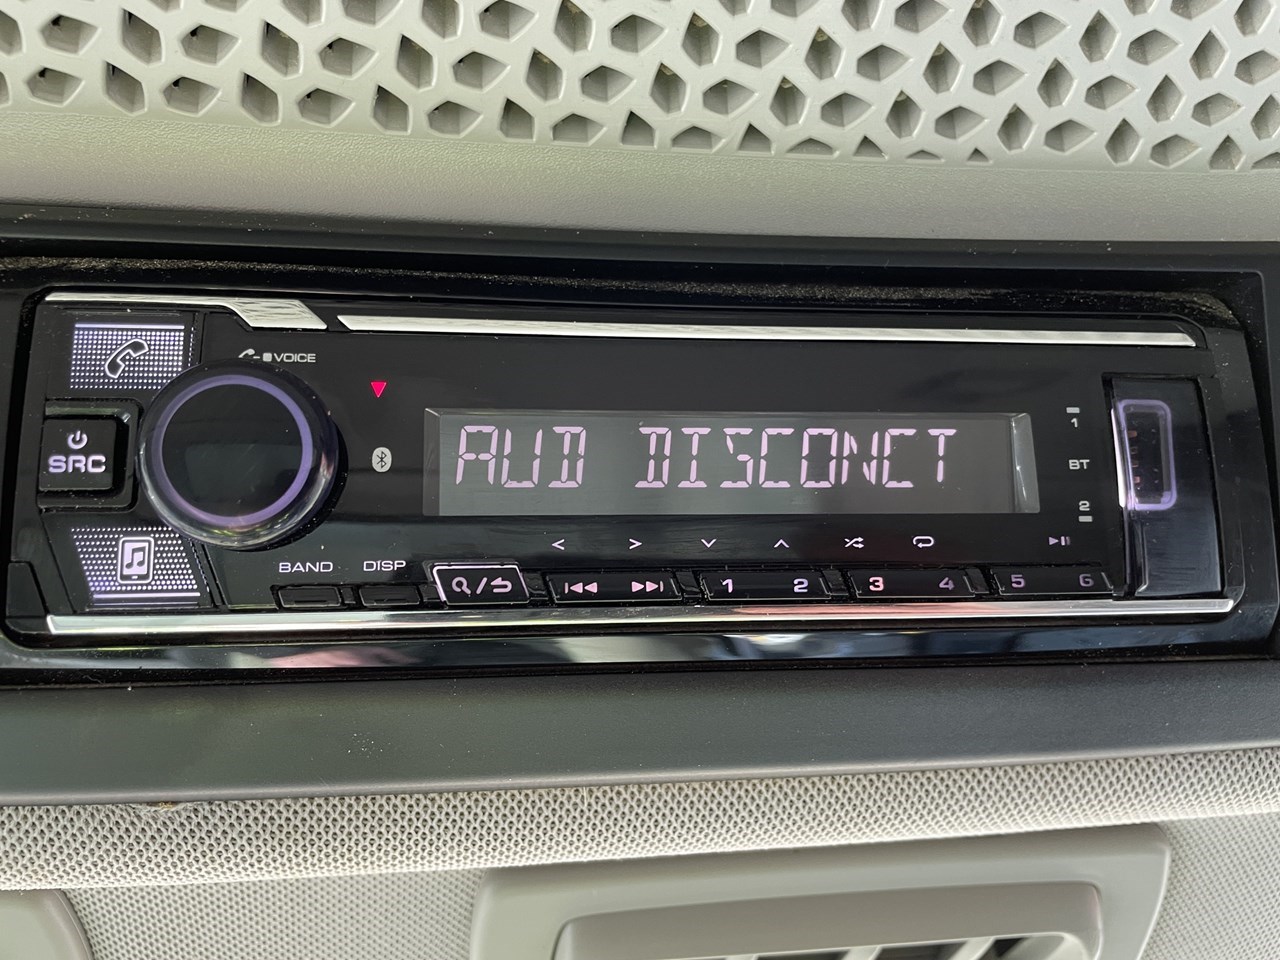 VOICE
SRC
AUD DISCONCT
1
BT
2
BAND DISP
1 2 3 4 5 6